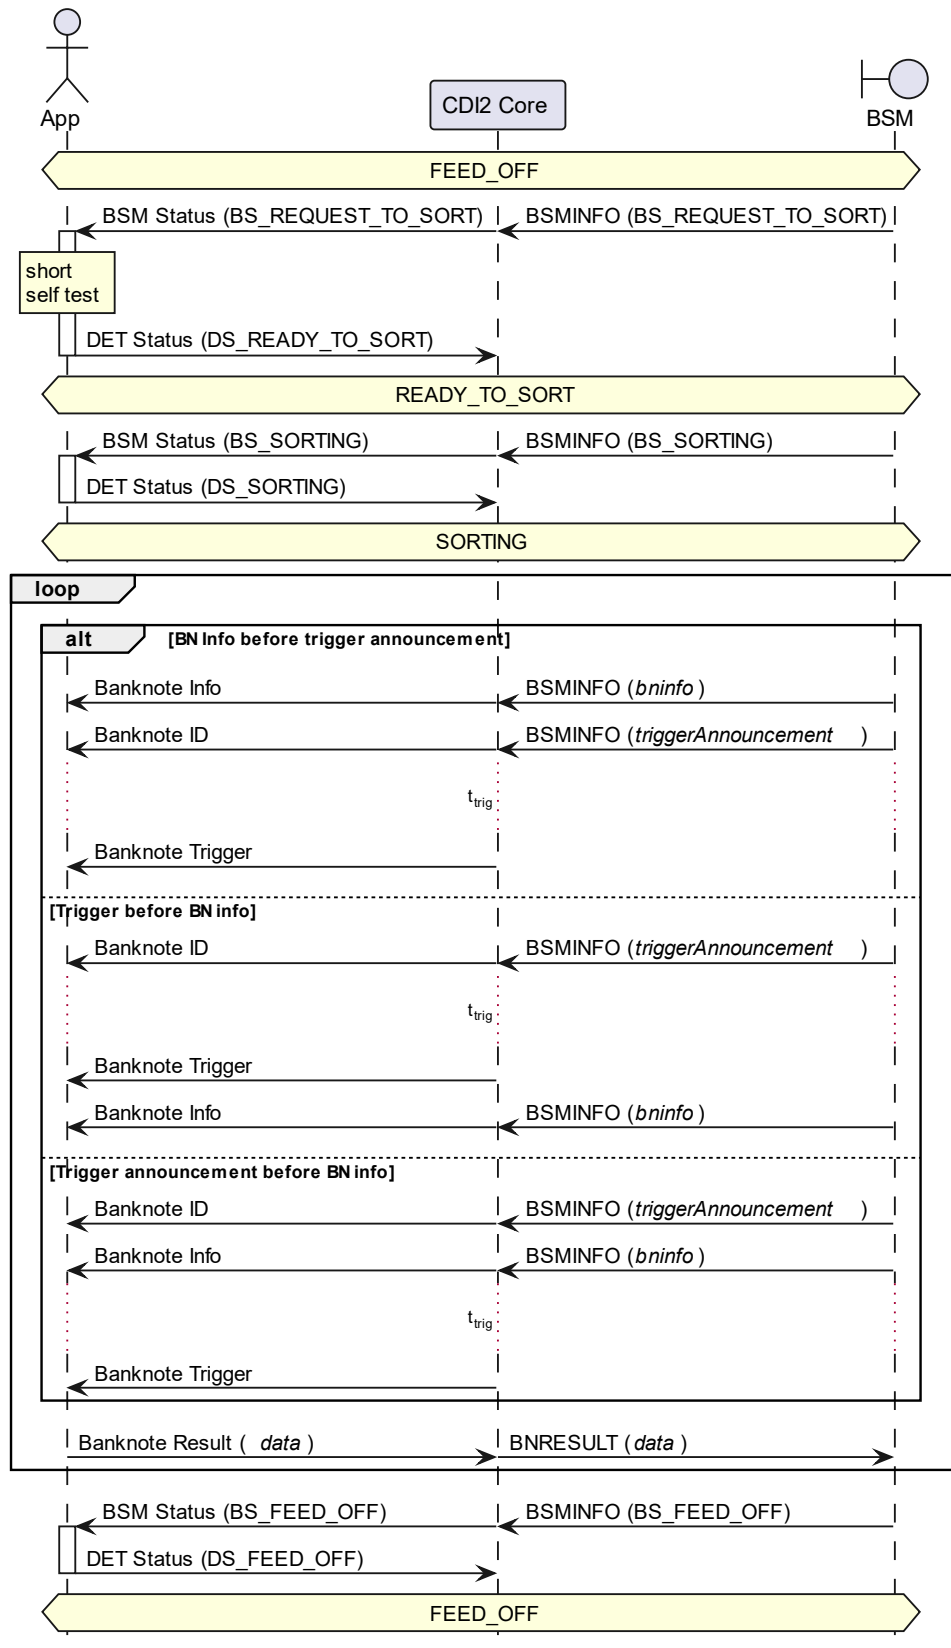 App
CDI2 Core
BSM
FEED_OFF
BSM Status (BS_REQUEST_TO_SORT)
BSMINFO (BS_REQUEST_TO_SORT)
short
self test
DET Status (DS_READY_TO_SORT)
READY_TO_SORT
BSM Status (BS_SORTING)
BSMINFO (BS_SORTING)
DET Status (DS_SORTING)
SORTING
loop
alt
[BN Info before trigger announcement]
Banknote Info
BSMINFO (bninfo )
Banknote ID
BSMINFO (triggerAnnouncement )
ttrig
Banknote Trigger
[Trigger before BN info]
Banknote ID
BSMINFO (triggerAnnouncement )
ttrig
Banknote Trigger
Banknote Info
BSMINFO (bninfo )
[Trigger announcement before BN info]
Banknote ID
BSMINFO (triggerAnnouncement )
Banknote Info
BSMINFO (bninfo )
ttrig
Banknote Trigger
Banknote Result ( data )
BNRESULT (data )
BSM Status (BS_FEED_OFF)
BSMINFO (BS_FEED_OFF)
DET Status (DS_FEED_OFF)
FEED_OFF